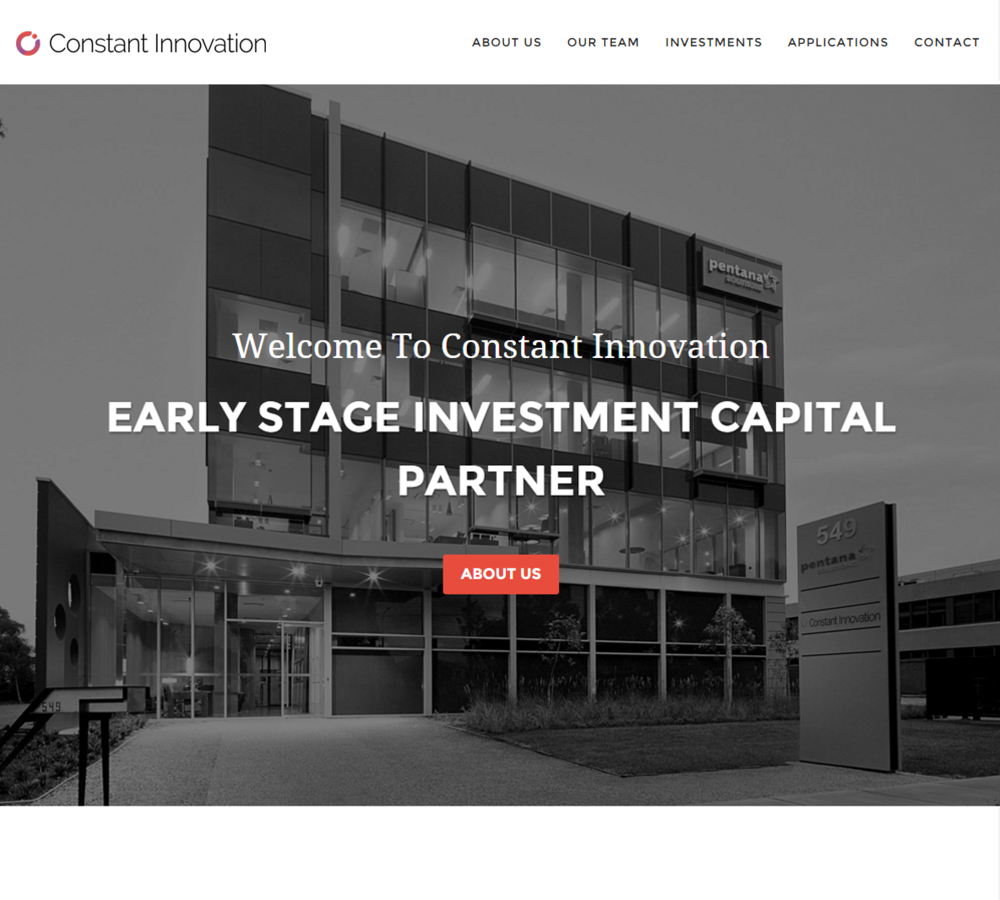 Constant Innovation
ABOUT US
OUR TEAM
INVESTMENTS
APPLICATIONS
CONTACT
pentana
SOLUTIONS
Welcome To Constant Innovation
EARLY STAGE INVESTMENT CAPITAL
PARTNER
549
pentana
ABOUT US
Constant Innovation
549